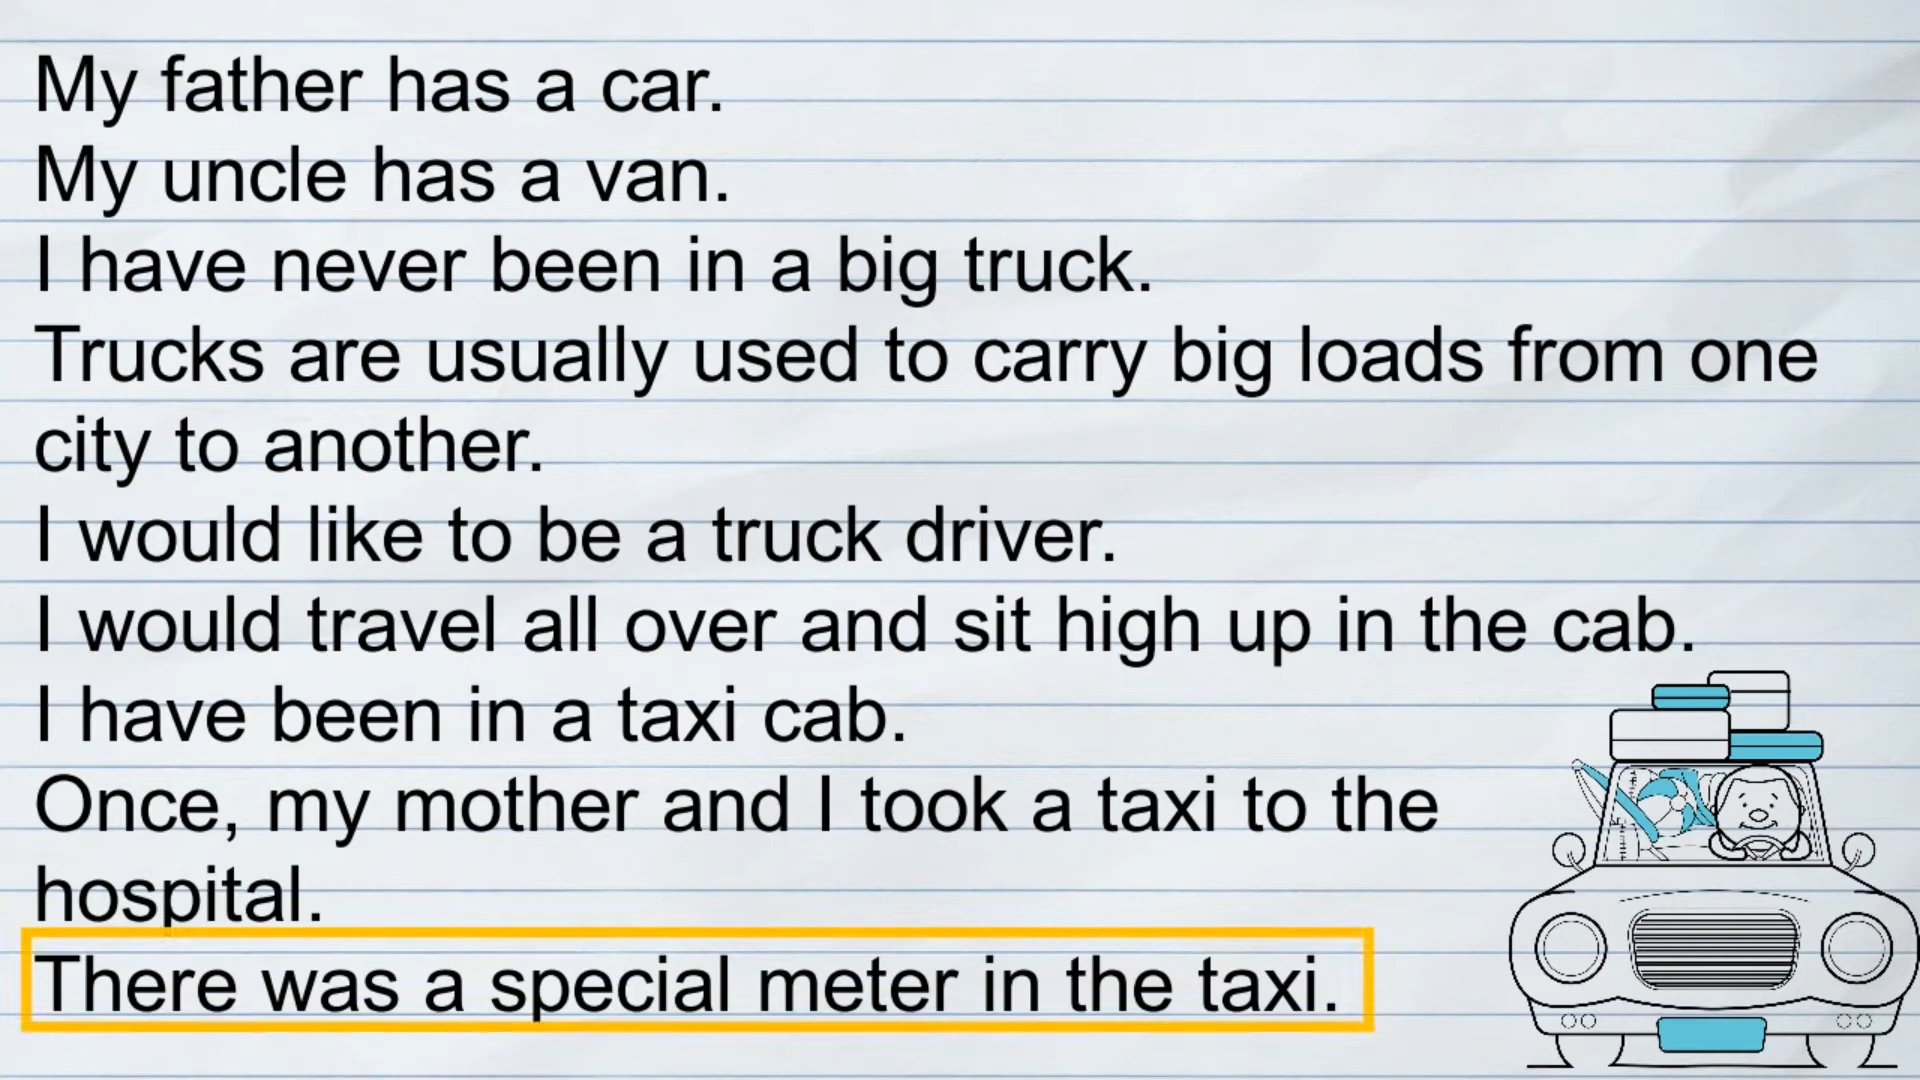 My father has a car.
My uncle has a van.
I have never been in a big truck.
Trucks are usually used to carry big loads from one
city to another.
I would like to be a truck driver.
I would travel all over and sit high up in the cab.
I have been in a taxi cab.
Once, my mother and I took a taxi to the
hospital.
There was a special meter in the taxi.